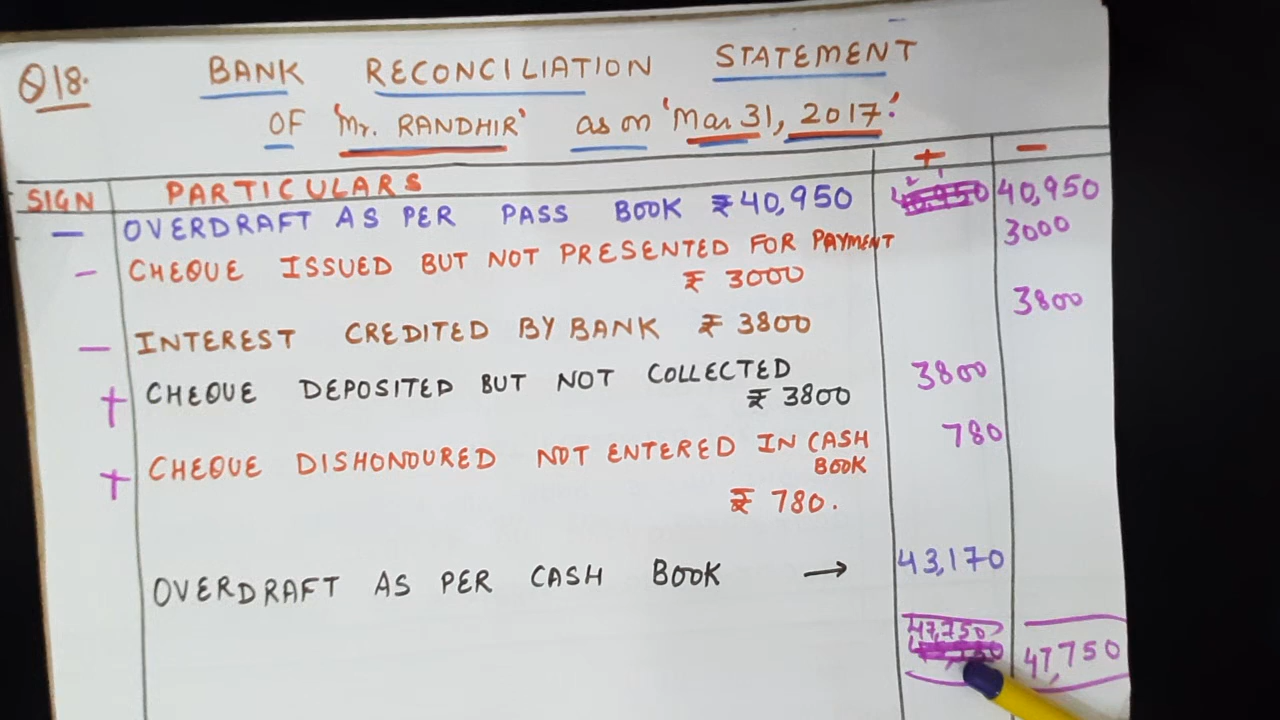 Q18. BANK RECONCILIATION STATEMENT
OF 'Mr. RANDHIR' as on 'Mar 31, 2017'
+ -
SIGN PARTICULARS
- OVERDRAFT AS PER PASS BOOK ₹40,950 40,950
- CHEQUE ISSUED BUT NOT PRESENTED FOR PAYMENT 3000
₹ 3000
- INTEREST CREDITED BY BANK ₹ 3800 3800
+ CHEQUE DEPOSITED BUT NOT COLLECTED 3800
₹ 3800
+ CHEQUE DISHONOURED NOT ENTERED IN CASH 780
BOOK
₹ 780.
OVERDRAFT AS PER CASH BOOK → 43,170
47,750 47,750